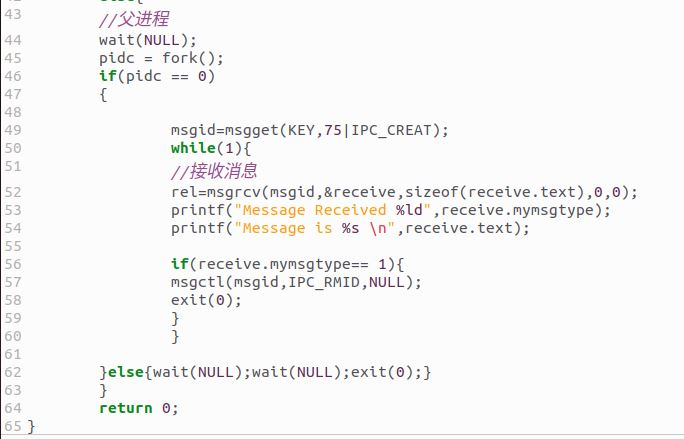 43 //父进程
44 wait(NULL);
45 pidc = fork();
46 if(pidc == 0)
47 {
48
49 msgid=msgget(KEY,75|IPC_CREAT);
50 while(1){
51 //接收消息
52 rel=msgrcv(msgid,&receive,sizeof(receive.text),0,0);
53 printf("Message Received %ld",receive.mymsgtype);
54 printf("Message is %s \n",receive.text);
55
56 if(receive.mymsgtype== 1){
57 msgctl(msgid,IPC_RMID,NULL);
58 exit(0);
59 }
60 }
61
62 }else{wait(NULL);wait(NULL);exit(0);}
63 }
64 return 0;
65 }